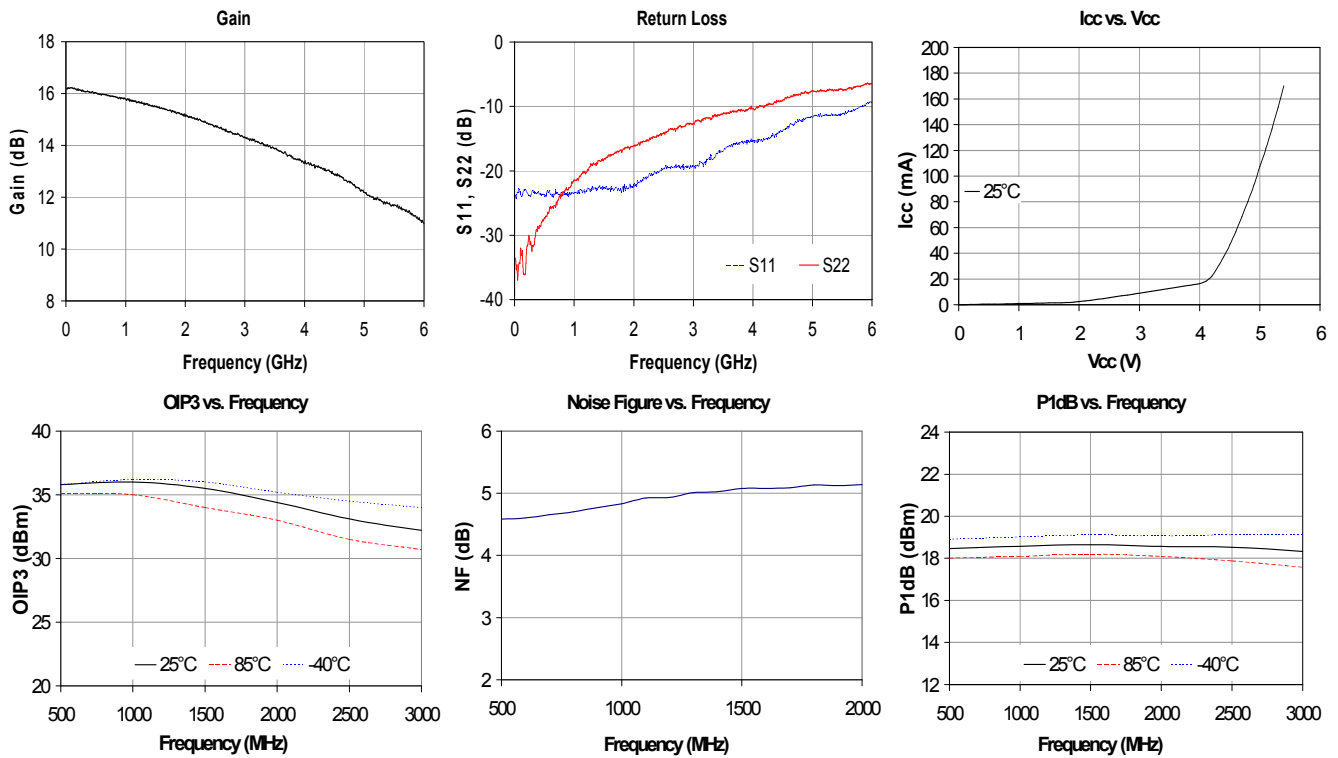 Gain
18
16
14
12
10
8
Gain (dB)
0 1 2 3 4 5 6
Frequency (GHz)
Return Loss
0
-10
-20
-30
-40
S11, S22 (dB)
S11 S22
0 1 2 3 4 5 6
Frequency (GHz)
Icc vs. Vcc
200
180
160
140
120
100
80
60
40
20
0
Icc (mA)
25°C
0 1 2 3 4 5 6
Vcc (V)
OIP3 vs. Frequency
40
35
30
25
20
OIP3 (dBm)
25°C 85°C -40°C
500 1000 1500 2000 2500 3000
Frequency (MHz)
Noise Figure vs. Frequency
6
5
4
3
2
NF (dB)
500 1000 1500 2000
Frequency (MHz)
P1dB vs. Frequency
24
22
20
18
16
14
12
P1dB (dBm)
25°C 85°C -40°C
500 1000 1500 2000 2500 3000
Frequency (MHz)